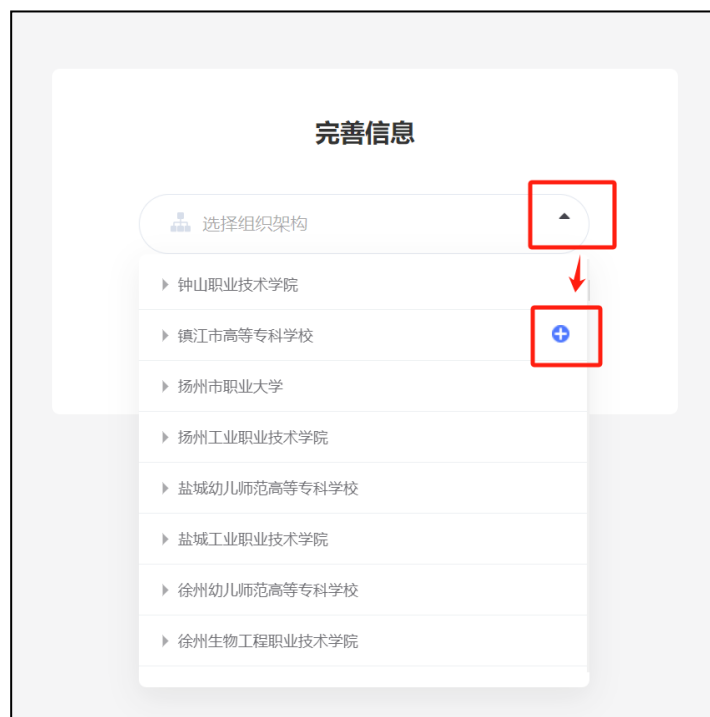 完善信息
选择组织架构
钟山职业技术学院
镇江市高等专科学校
扬州市职业大学
扬州工业职业技术学院
盐城幼儿师范高等专科学校
盐城工业职业技术学院
徐州幼儿师范高等专科学校
徐州生物工程职业技术学院